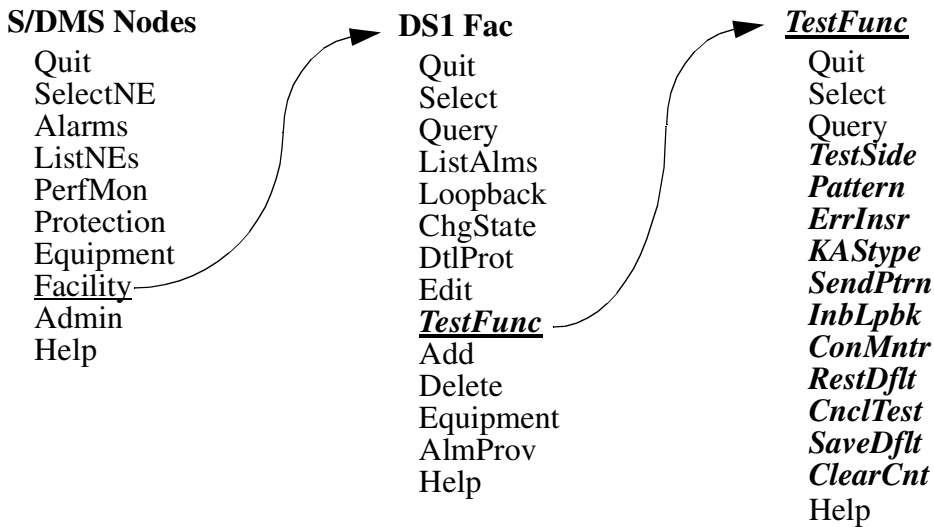 S/DMS Nodes
Quit
SelectNE
Alarms
ListNEs
PerfMon
Protection
Equipment
Facility
Admin
Help
DS1 Fac
Quit
Select
Query
ListAlms
Loopback
ChgState
DtlProt
Edit
TestFunc
Add
Delete
Equipment
AlmProv
Help
TestFunc
Quit
Select
Query
TestSide
Pattern
ErrInsr
KAStype
SendPtrn
InbLpbk
ConMntr
RestDflt
CnclTest
SaveDflt
ClearCnt
Help